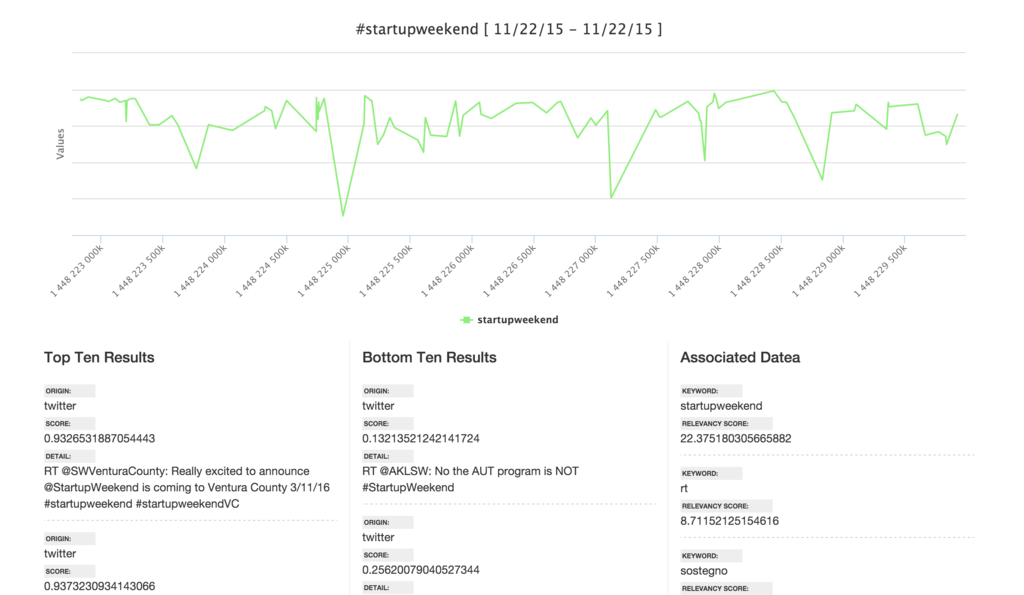 #startupweekend [ 11/22/15 – 11/22/15 ]
Values
1 448 223 000k
1 448 223 500k
1 448 224 000k
1 448 224 500k
1 448 225 000k
1 448 225 500k
1 448 226 000k
1 448 226 500k
1 448 227 000k
1 448 227 500k
1 448 228 000k
1 448 228 500k
1 448 229 000k
1 448 229 500k
startupweekend
Top Ten Results
ORIGIN:
twitter
SCORE:
0.9326531887054443
DETAIL:
RT @SWVenturaCounty: Really excited to announce
@StartupWeekend is coming to Ventura County 3/11/16
#startupweekend #startupweekendVC
ORIGIN:
twitter
SCORE:
0.9373230934143066
Bottom Ten Results
ORIGIN:
twitter
SCORE:
0.13213521242141724
DETAIL:
RT @AKLSW: No the AUT program is NOT
#StartupWeekend
ORIGIN:
twitter
SCORE:
0.25620079040527344
DETAIL:
Associated Datea
KEYWORD:
startupweekend
RELEVANCY SCORE:
22.375180305665882
KEYWORD:
rt
RELEVANCY SCORE:
8.71152125154616
KEYWORD:
sostegno
RELEVANCY SCORE: